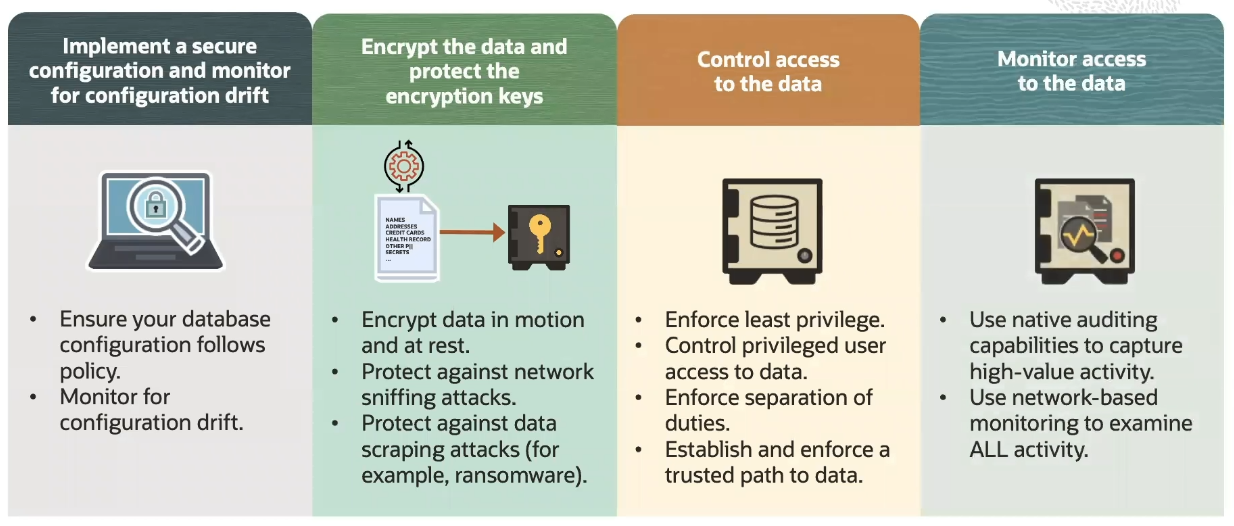 Implement a secure
configuration and monitor
for configuration drift
Encrypt the data and
protect the
encryption keys
Control access
to the data
Monitor access
to the data
NAMES
ADDRESSES
CREDIT CARDS
HEALTH RECORD
OTHER PII
SECRETS
...
• Ensure your database
configuration follows
policy.
• Monitor for
configuration drift.
• Encrypt data in motion
and at rest.
• Protect against network
sniffing attacks.
• Protect against data
scraping attacks (for
example, ransomware).
• Enforce least privilege.
• Control privileged user
access to data.
• Enforce separation of
duties.
• Establish and enforce a
trusted path to data.
• Use native auditing
capabilities to capture
high-value activity.
• Use network-based
monitoring to examine
ALL activity.